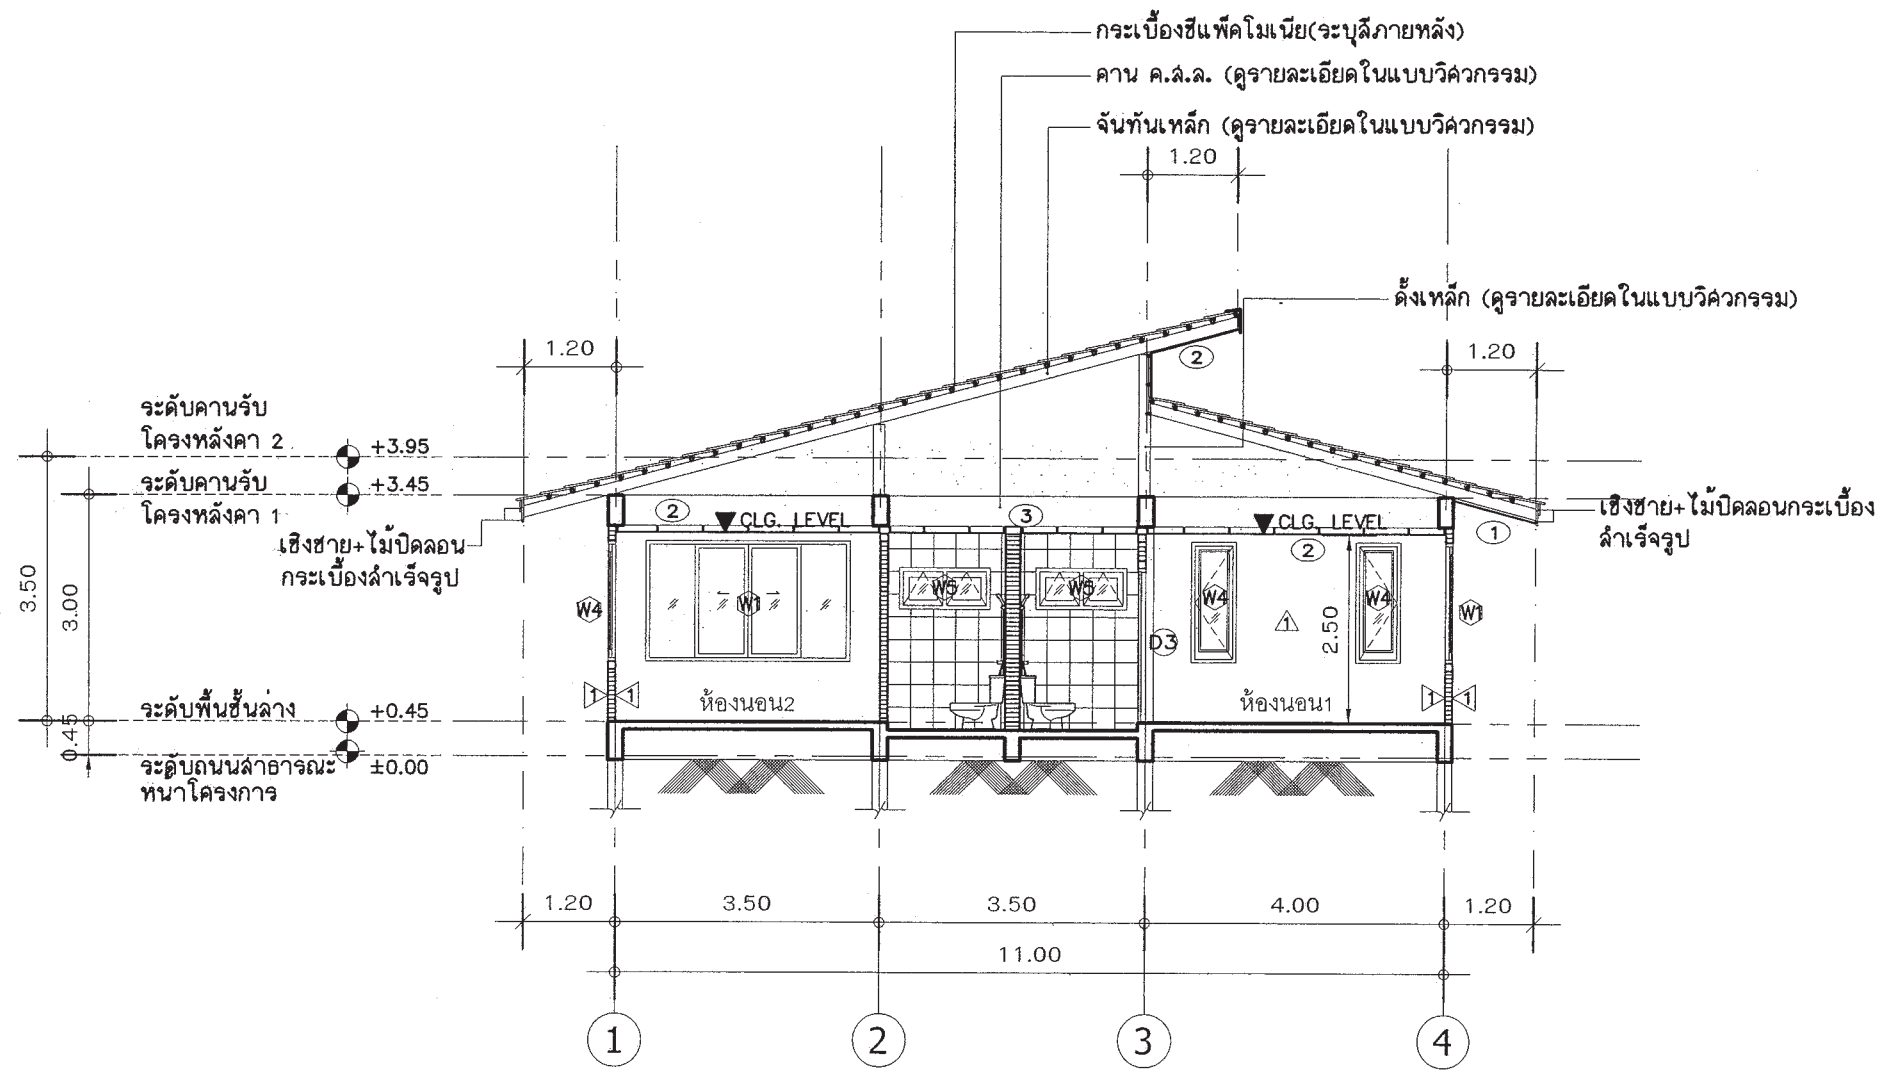 กระเบื้องซีแพ็คโมเนีย(ระบุสีภายหลัง)
คาน ค.ส.ล. (ดูรายละเอียดในแบบวิศวกรรม)
จันทันเหล็ก (ดูรายละเอียดในแบบวิศวกรรม)
1.20
ดั้งเหล็ก (ดูรายละเอียดในแบบวิศวกรรม)
1.20
2
1.20
ระดับคานรับ
โครงหลังคา 2
+3.95
ระดับคานรับ
โครงหลังคา 1
+3.45
เชิงชาย+ไม้ปิดลอน
กระเบื้องสำเร็จรูป
2
CLG. LEVEL
3
CLG. LEVEL
2
1
เชิงชาย+ไม้ปิดลอนกระเบื้อง
สำเร็จรูป
3.50
3.00
0.45
W4
W1
W5
W5
D3
W4
1
2.50
W4
W1
1
1
ห้องนอน2
ห้องนอน1
1
1
ระดับพื้นชั้นล่าง
+0.45
ระดับถนนสาธารณะ
หน้าโครงการ
±0.00
1.20
3.50
3.50
4.00
1.20
11.00
1
2
3
4